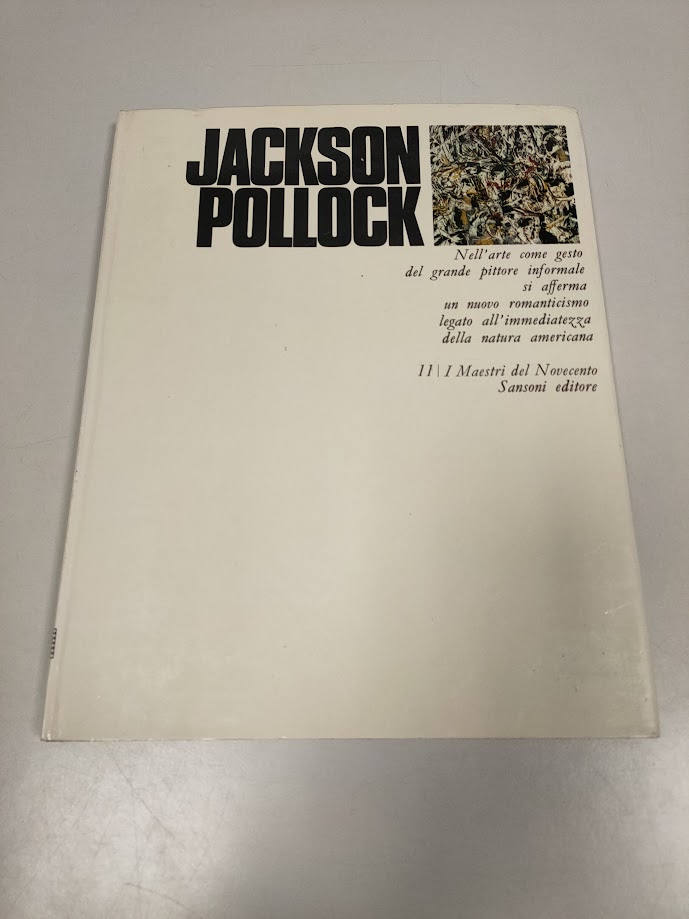 JACKSON
POLLOCK
Nell'arte come gesto
del grande pittore informale
si afferma
un nuovo romanticismo
legato all'immediatezza
della natura americana
11 | I Maestri del Novecento
Sansoni editore